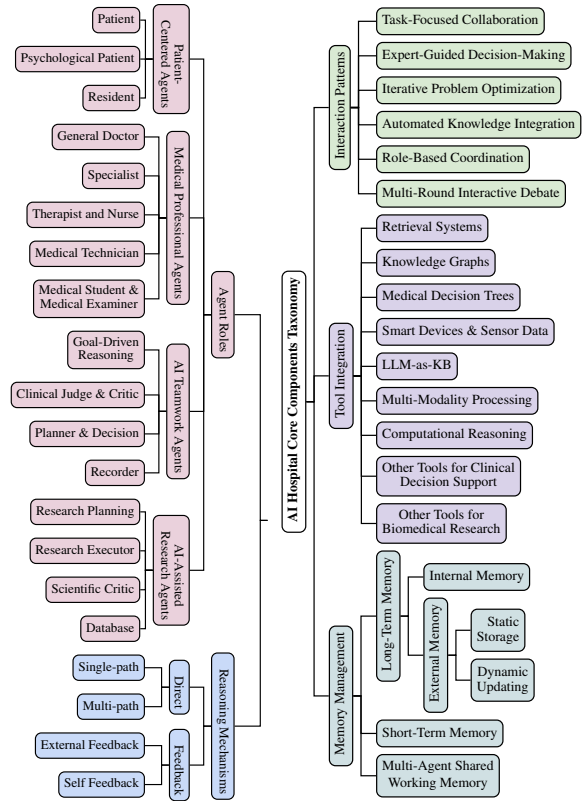 Patient
Psychological Patient
Resident
Patient-
Centered Agents
General Doctor
Specialist
Therapist and Nurse
Medical Technician
Medical Student &
Medical Examiner
Medical Professional Agents
Goal-Driven
Reasoning
Clinical Judge & Critic
Planner & Decision
Recorder
AI Teamwork Agents
Research Planning
Research Executor
Scientific Critic
Database
AI-Assisted
Research Agents
Agent Roles
Single-path
Multi-path
Direct
External Feedback
Self Feedback
Feedback
Reasoning Mechanisms
AI Hospital Core Components Taxonomy
Interaction Patterns
Task-Focused Collaboration
Expert-Guided Decision-Making
Iterative Problem Optimization
Automated Knowledge Integration
Role-Based Coordination
Multi-Round Interactive Debate
Tool Integration
Retrieval Systems
Knowledge Graphs
Medical Decision Trees
Smart Devices & Sensor Data
LLM-as-KB
Multi-Modality Processing
Computational Reasoning
Other Tools for Clinical
Decision Support
Other Tools for
Biomedical Research
Memory Management
Long-Term Memory
Internal Memory
External Memory
Static
Storage
Dynamic
Updating
Short-Term Memory
Multi-Agent Shared
Working Memory